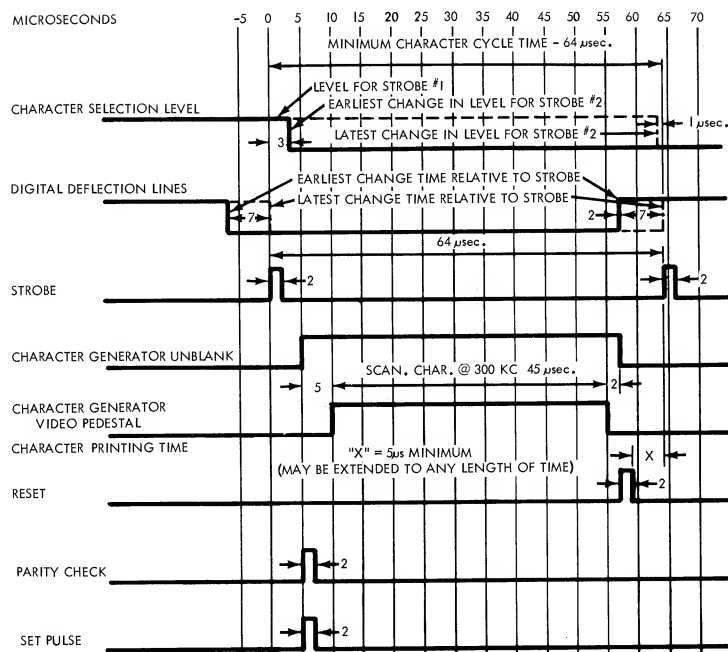 MICROSECONDS
-5 0 5 10 15 20 25 30 35 40 45 50 55 60 65 70
MINIMUM CHARACTER CYCLE TIME - 64 µsec.
LEVEL FOR STROBE #1
CHARACTER SELECTION LEVEL
EARLIEST CHANGE IN LEVEL FOR STROBE #2
LATEST CHANGE IN LEVEL FOR STROBE #2
1 µsec.
3
DIGITAL DEFLECTION LINES
EARLIEST CHANGE TIME RELATIVE TO STROBE
LATEST CHANGE TIME RELATIVE TO STROBE
7 2 7
64 µsec.
STROBE
2 2
CHARACTER GENERATOR UNBLANK
5 SCAN. CHAR. @ 300 KC 45 µsec. 2
CHARACTER GENERATOR
VIDEO PEDESTAL
CHARACTER PRINTING TIME
"X" = 5µs MINIMUM
(MAY BE EXTENDED TO ANY LENGTH OF TIME)
X
RESET
2
PARITY CHECK
2
SET PULSE
2